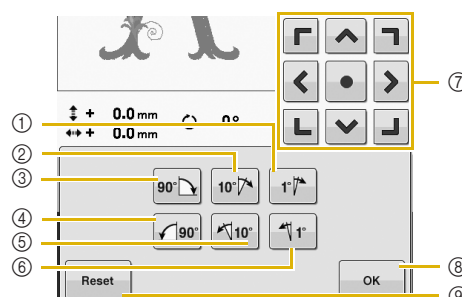 + 0.0 mm 0°
+ 0.0 mm
⑦
①
②
③
90° 10° 1°
④
90° 10° 1°
⑤
⑥
Reset OK
⑧
⑨